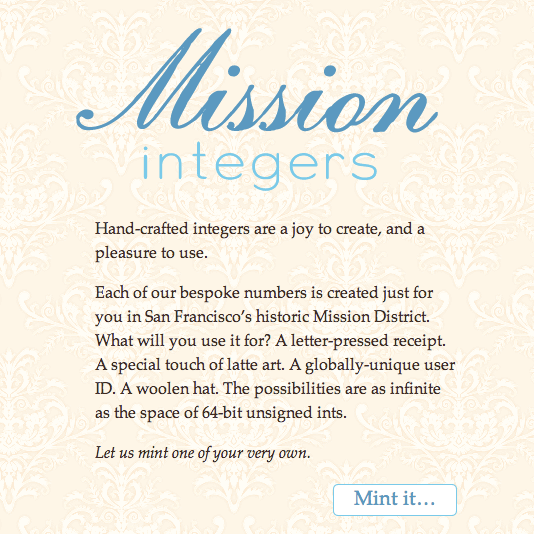 Mission
integers
Hand-crafted integers are a joy to create, and a
pleasure to use.
Each of our bespoke numbers is created just for
you in San Francisco’s historic Mission District.
What will you use it for? A letter-pressed receipt.
A special touch of latte art. A globally-unique user
ID. A woolen hat. The possibilities are as infinite
as the space of 64-bit unsigned ints.
Let us mint one of your very own.
Mint it…